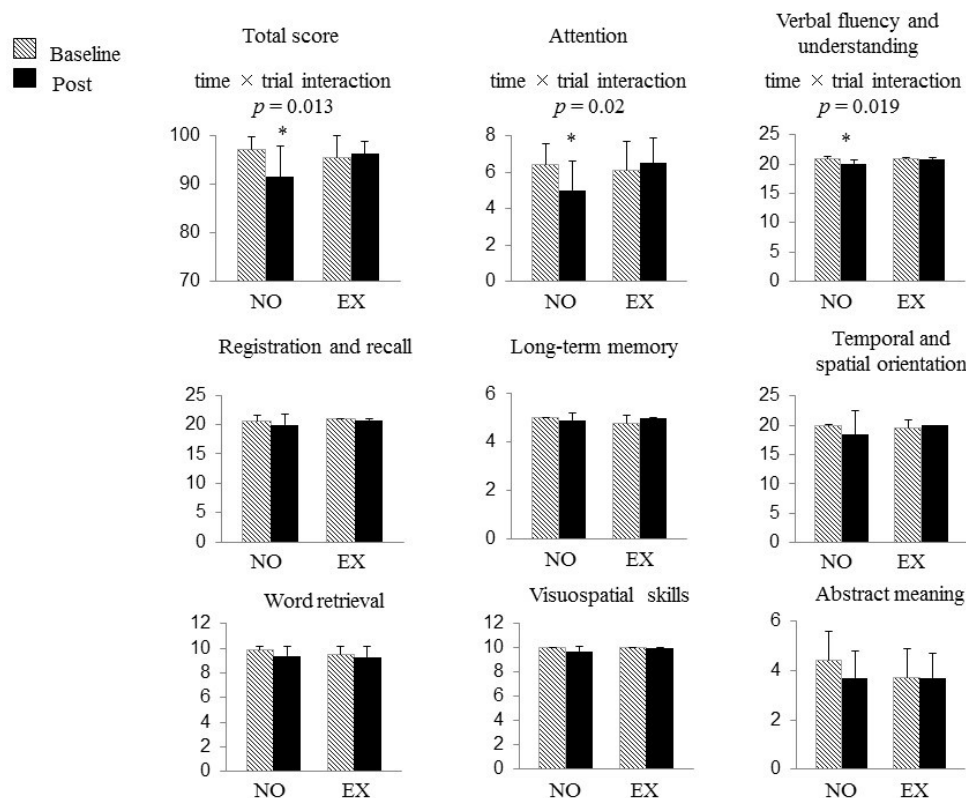 Baseline
Post
Total score
time × trial interaction
p = 0.013
*
100
90
80
70
NO EX
Attention
time × trial interaction
p = 0.02
*
8
6
4
2
0
NO EX
Verbal fluency and
understanding
time × trial interaction
p = 0.019
*
25
20
15
10
5
0
NO EX
Registration and recall
25
20
15
10
5
0
NO EX
Long-term memory
6
4
2
0
NO EX
Temporal and
spatial orientation
25
20
15
10
5
0
NO EX
Word retrieval
12
10
8
6
4
2
0
NO EX
Visuospatial skills
12
10
8
6
4
2
0
NO EX
Abstract meaning
6
4
2
0
NO EX